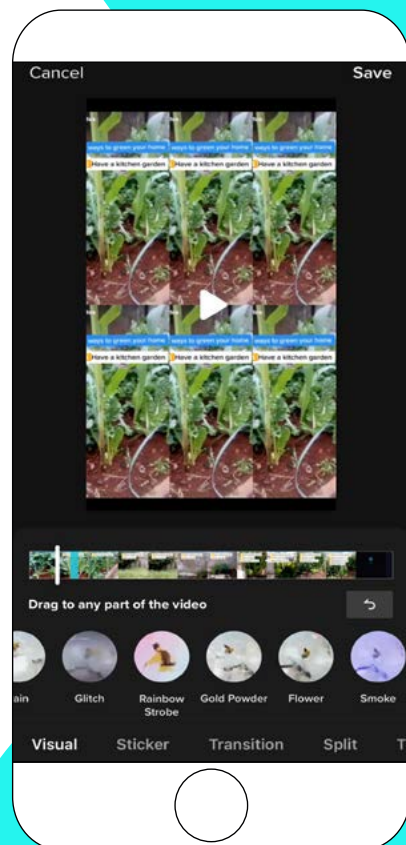 Cancel Save
ways to green your home ways to green your home ways to green your home
Have a kitchen garden Have a kitchen garden Have a kitchen garden
ways to green your home ways to green your home ways to green your home
Have a kitchen garden Have a kitchen garden Have a kitchen garden
Drag to any part of the video
ain Glitch Rainbow Strobe Gold Powder Flower Smoke
Visual Sticker Transition Split T